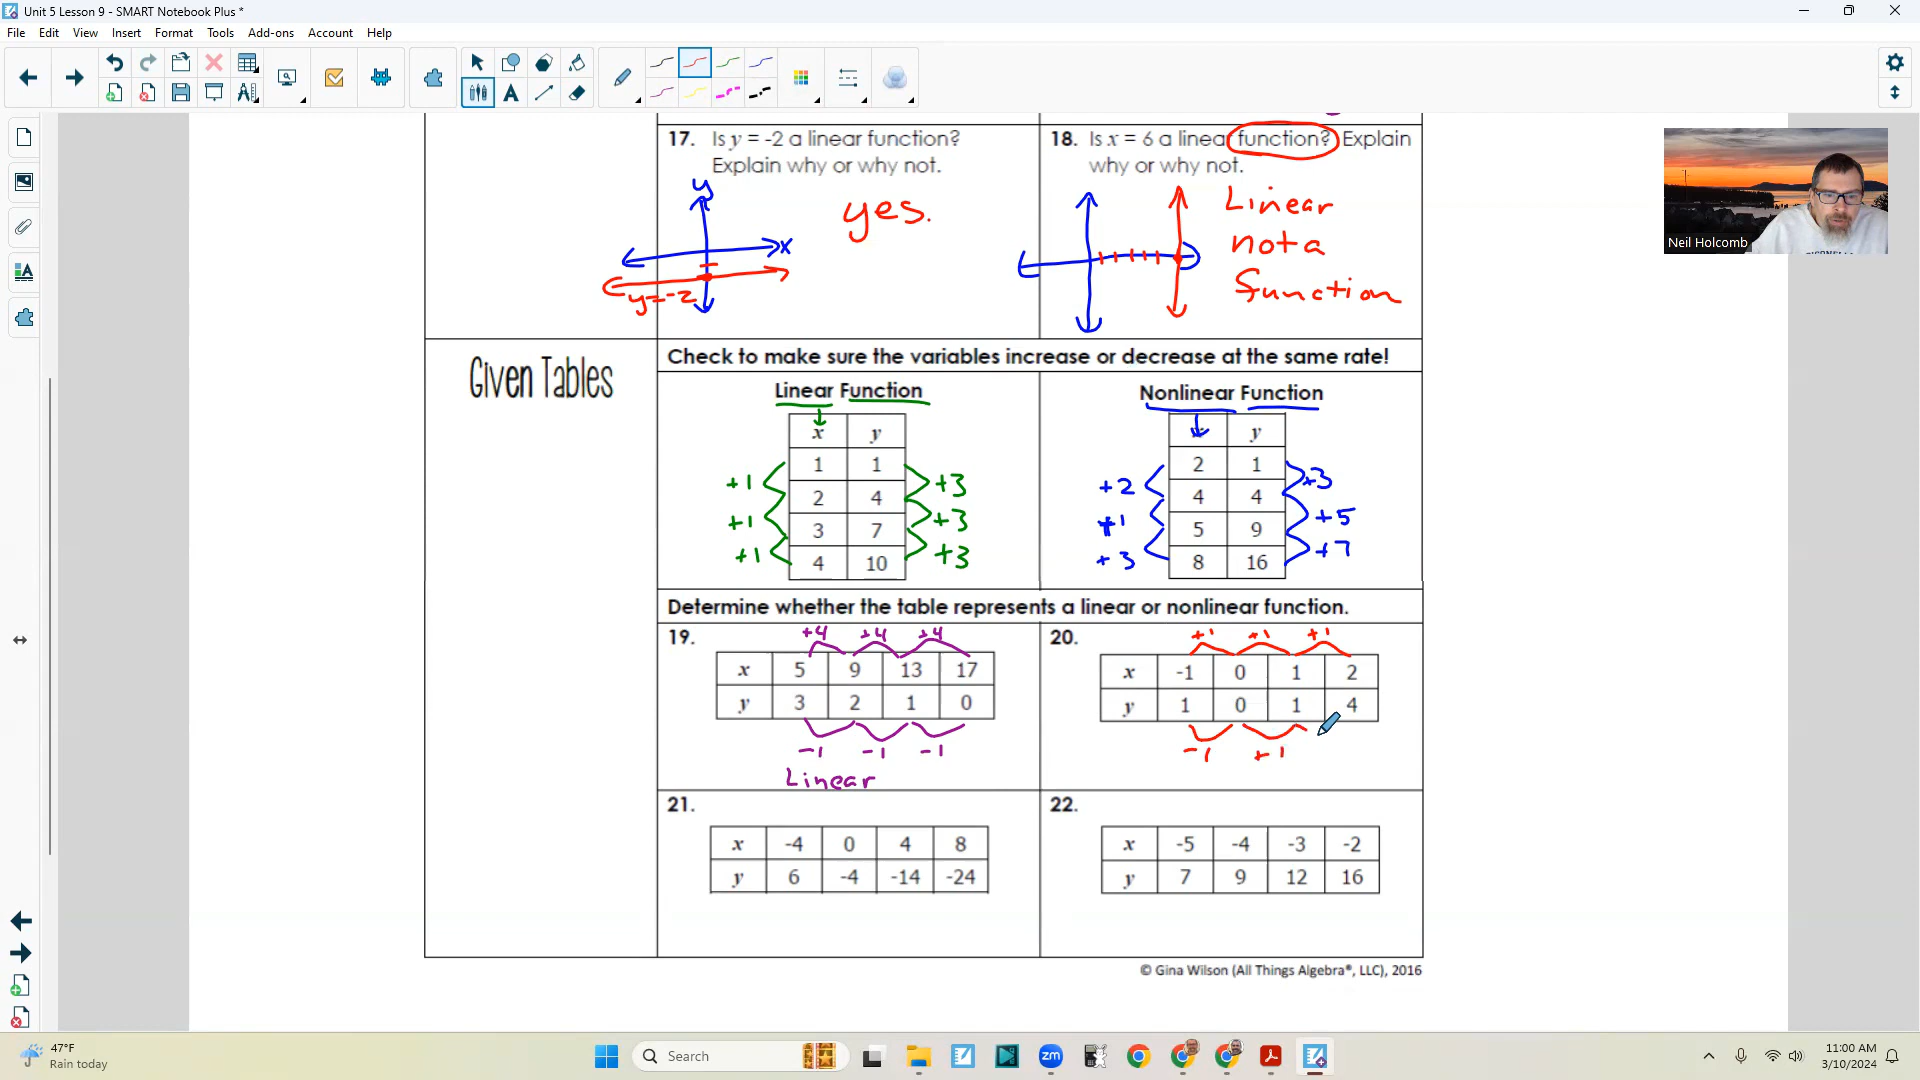 Unit 5 Lesson 9 - SMART Notebook Plus *
File Edit View Insert Format Tools Add-ons Account Help
17. Is y = -2 a linear function?
Explain why or why not.
yes.
y
x
y=-2
18. Is x = 6 a linear function? Explain
why or why not.
Linear
not a
function
Neil Holcomb
Given Tables
Check to make sure the variables increase or decrease at the same rate!
Linear Function
x y
1 1
2 4
3 7
4 10
+1
+1
+1
+3
+3
+3
Nonlinear Function
y
2 1
4 4
5 9
8 16
+2
+1
+3
+3
+5
+7
Determine whether the table represents a linear or nonlinear function.
19.
+4 +4 +4
x 5 9 13 17
y 3 2 1 0
-1 -1 -1
Linear
20.
+1 +1 +1
x -1 0 1 2
y 1 0 1 4
-1 +1
21.
x -4 0 4 8
y 6 -4 -14 -24
22.
x -5 -4 -3 -2
y 7 9 12 16
© Gina Wilson (All Things Algebra®, LLC), 2016
47°F
Rain today
Search
zm
11:00 AM
3/10/2024